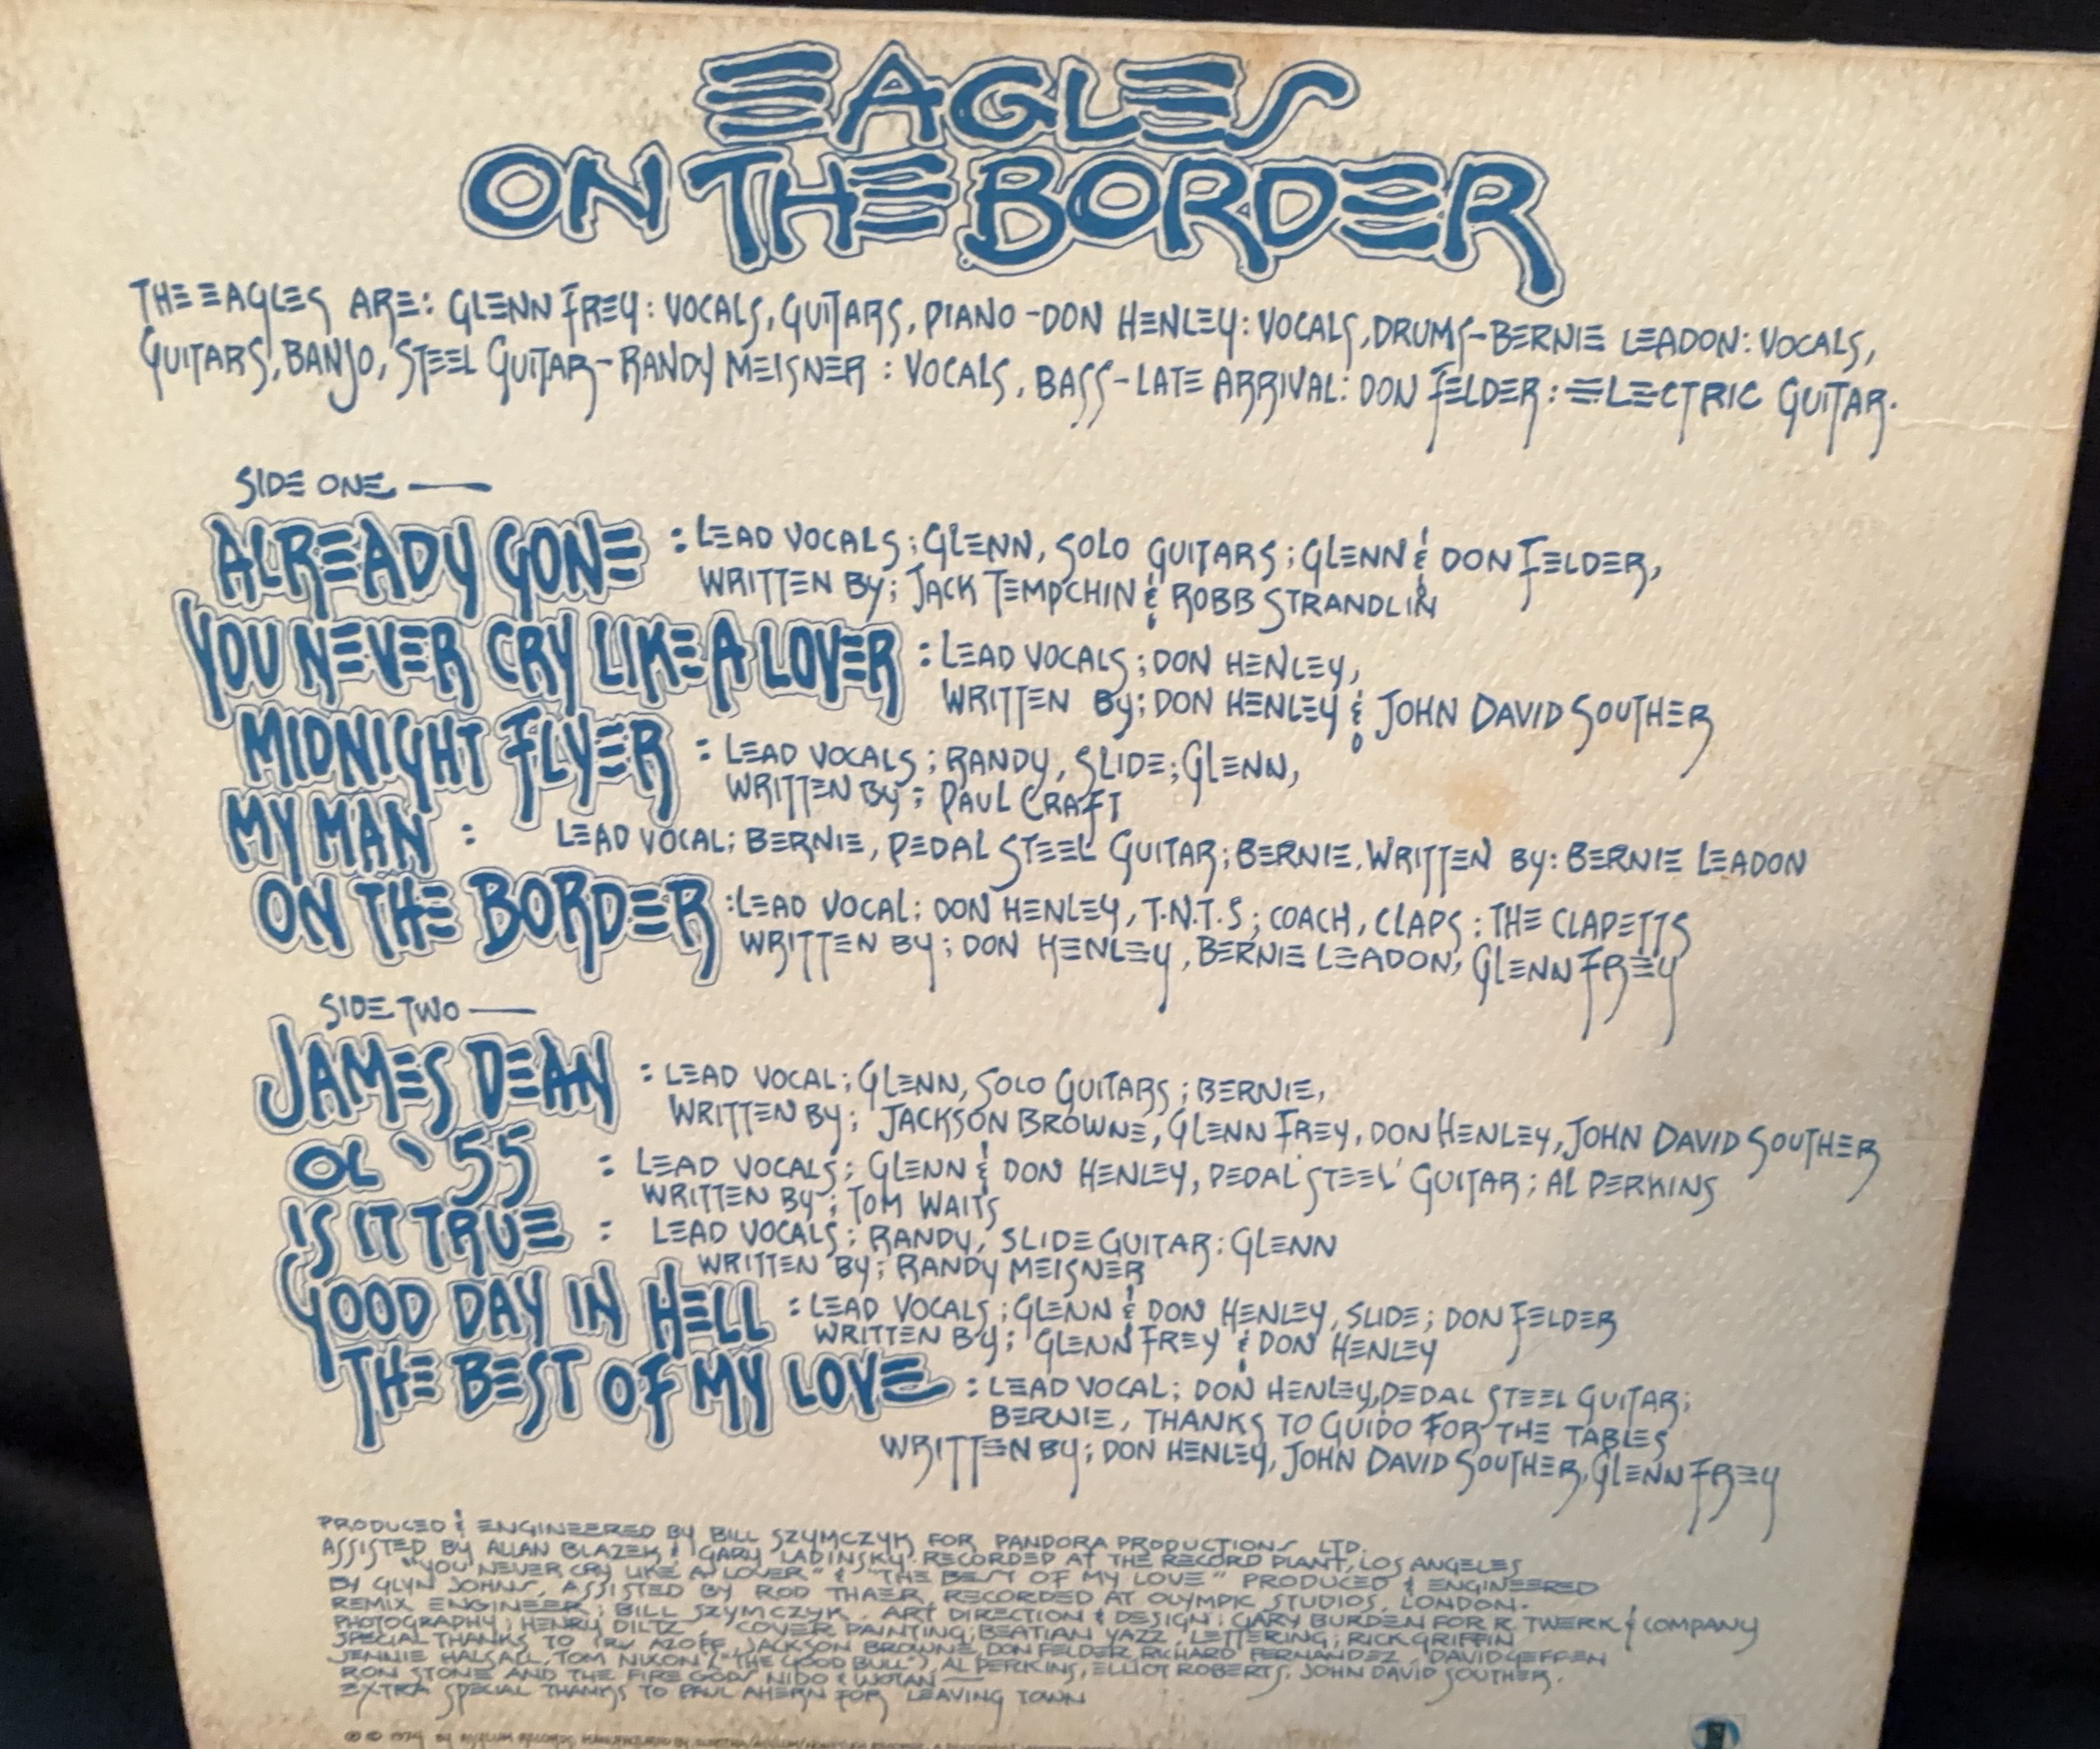 EAGLES
ON THE BORDER
THE EAGLES ARE: GLENN FREY: VOCALS, GUITARS, PIANO - DON HENLEY: VOCALS, DRUMS - BERNIE LEADON: VOCALS,
GUITARS, BANJO, STEEL GUITAR - RANDY MEISNER: VOCALS, BASS - LATE ARRIVAL: DON FELDER: ELECTRIC GUITAR.
SIDE ONE —
ALREADY GONE : LEAD VOCALS; GLENN, SOLO GUITARS; GLENN & DON FELDER,
WRITTEN BY; JACK TEMPCHIN & ROBB STRANDLIN
YOU NEVER CRY LIKE A LOVER : LEAD VOCALS; DON HENLEY,
WRITTEN BY; DON HENLEY & JOHN DAVID SOUTHER
MIDNIGHT FLYER : LEAD VOCALS; RANDY, SLIDE; GLENN,
WRITTEN BY; PAUL CRAFT
MY MAN : LEAD VOCAL; BERNIE, PEDAL STEEL GUITAR; BERNIE. WRITTEN BY: BERNIE LEADON
ON THE BORDER : LEAD VOCAL; DON HENLEY, T.N.T.S; COACH, CLAPS; THE CLAPETTS
WRITTEN BY; DON HENLEY, BERNIE LEADON, GLENN FREY
SIDE TWO —
JAMES DEAN : LEAD VOCAL; GLENN, SOLO GUITARS; BERNIE,
WRITTEN BY; JACKSON BROWNE, GLENN FREY, DON HENLEY, JOHN DAVID SOUTHER
OL '55 : LEAD VOCALS; GLENN & DON HENLEY, PEDAL STEEL GUITAR; AL PERKINS
WRITTEN BY; TOM WAITS
IS IT TRUE : LEAD VOCALS; RANDY, SLIDE GUITAR: GLENN
WRITTEN BY; RANDY MEISNER
GOOD DAY IN HELL : LEAD VOCALS; GLENN & DON HENLEY, SLIDE; DON FELDER
WRITTEN BY; GLENN FREY & DON HENLEY
THE BEST OF MY LOVE : LEAD VOCAL; DON HENLEY, PEDAL STEEL GUITAR;
BERNIE, THANKS TO GUIDO FOR THE TABLES
WRITTEN BY; DON HENLEY, JOHN DAVID SOUTHER, GLENN FREY
PRODUCED & ENGINEERED BY BILL SZYMCZYK FOR PANDORA PRODUCTIONS LTD.
ASSISTED BY ALLAN BLAZEK & GARY LADINSKY. RECORDED AT THE RECORD PLANT, LOS ANGELES
"YOU NEVER CRY LIKE A LOVER" & "THE BEST OF MY LOVE" PRODUCED & ENGINEERED
BY GLYN JOHNS, ASSISTED BY ROD THAER, RECORDED AT OLYMPIC STUDIOS, LONDON.
REMIX ENGINEER; BILL SZYMCZYK. ART DIRECTION & DESIGN; GARY BURDEN FOR R. TWERK & COMPANY
PHOTOGRAPHY; HENRY DILTZ, COVER PAINTING; BEATIAN YAZZ, LETTERING; RICK GRIFFIN
SPECIAL THANKS TO IRV AZOFF, JACKSON BROWNE, DON FELDER, RICHARD FERNANDEZ, DAVID GEFFEN
JENNIE HALSALL, TOM NIXON ("THE GOOD BULL"), AL PERKINS, ELLIOT ROBERTS, JOHN DAVID SOUTHER.
RON STONE AND THE FIRE GODS NIDO & WOTAN —
EXTRA SPECIAL THANKS TO PAUL AHERN FOR LEAVING TOWN
℗ © 1974 BY ASYLUM RECORDS